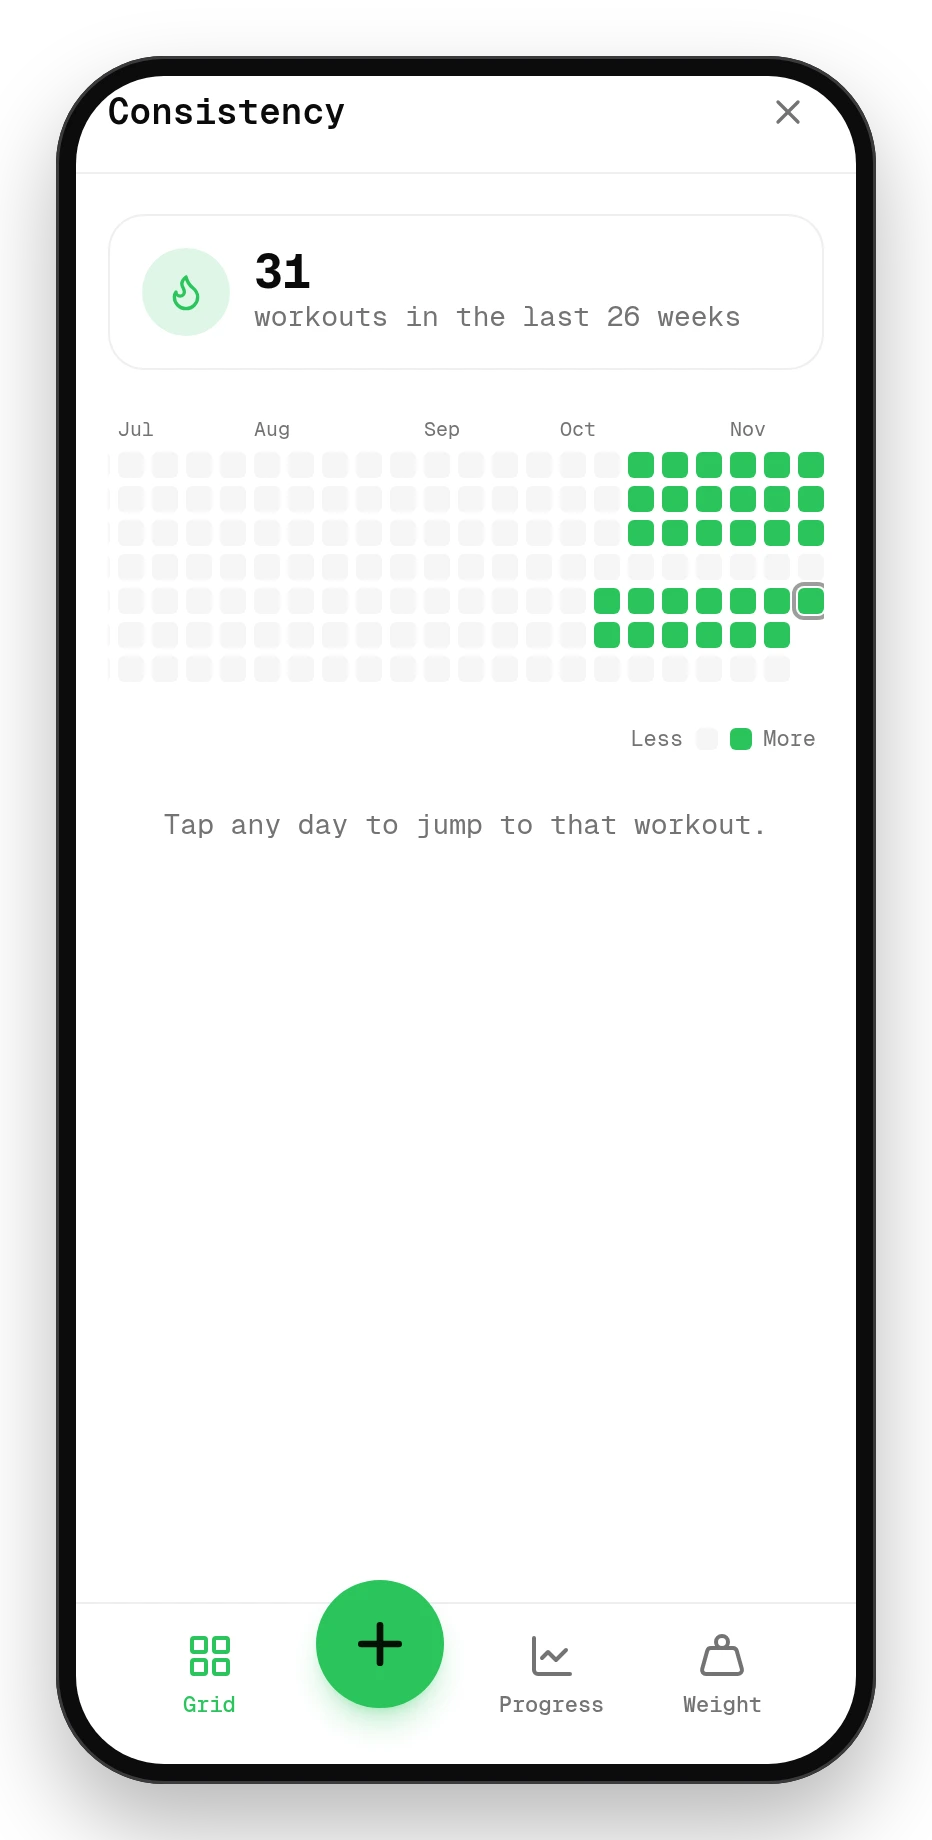 Consistency
31
workouts in the last 26 weeks
Jul Aug Sep Oct Nov
Less More
Tap any day to jump to that workout.
Grid Progress Weight